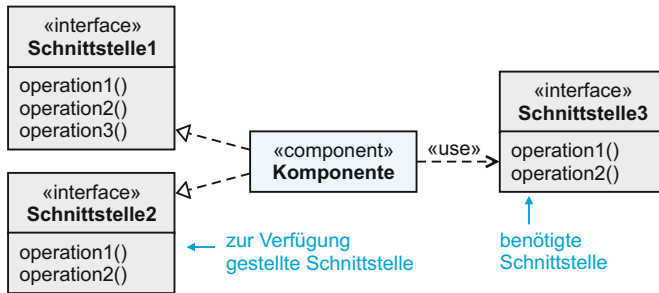 «interface»
Schnittstelle1
operation1()
operation2()
operation3()
«interface»
Schnittstelle2
operation1()
operation2()
zur Verfügung
gestellte Schnittstelle
«component»
Komponente
«use»
«interface»
Schnittstelle3
operation1()
operation2()
benötigte
Schnittstelle